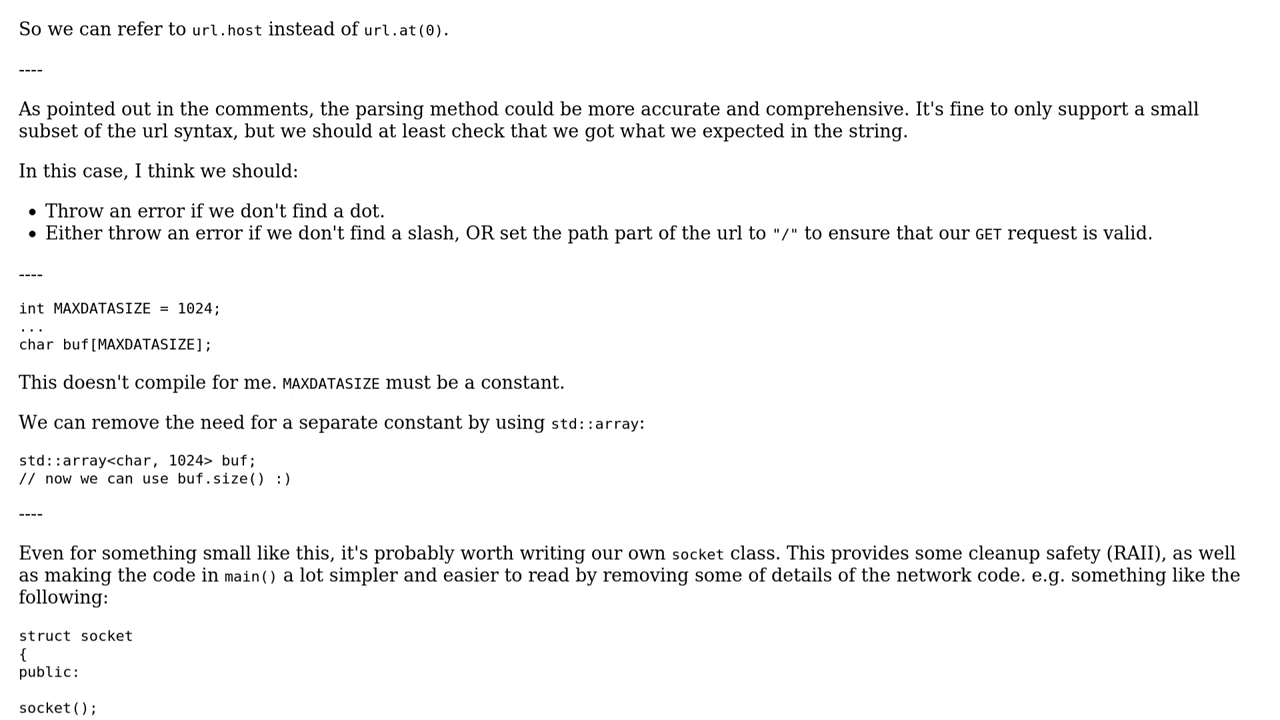 So we can refer to url.host instead of url.at(0).
----
As pointed out in the comments, the parsing method could be more accurate and comprehensive. It's fine to only support a small
subset of the url syntax, but we should at least check that we got what we expected in the string.
In this case, I think we should:
• Throw an error if we don't find a dot.
• Either throw an error if we don't find a slash, OR set the path part of the url to "/" to ensure that our GET request is valid.
----
int MAXDATASIZE = 1024;
...
char buf[MAXDATASIZE];
This doesn't compile for me. MAXDATASIZE must be a constant.
We can remove the need for a separate constant by using std::array:
std::array<char, 1024> buf;
// now we can use buf.size() :)
----
Even for something small like this, it's probably worth writing our own socket class. This provides some cleanup safety (RAII), as well
as making the code in main() a lot simpler and easier to read by removing some of details of the network code. e.g. something like the
following:
struct socket
{
public:
socket();